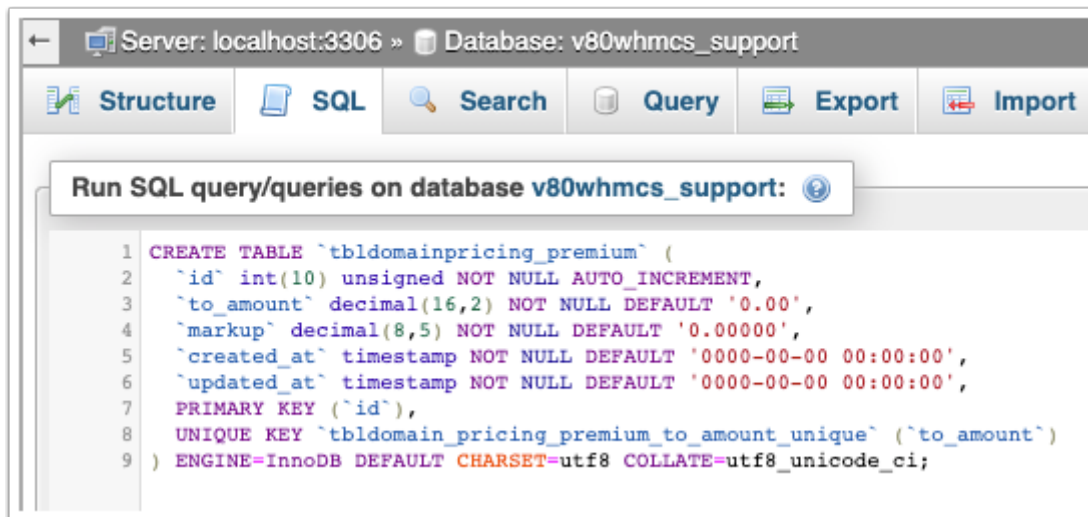 ← Server: localhost:3306 » Database: v80whmcs_support
Structure SQL Search Query Export Import
Run SQL query/queries on database v80whmcs_support:
1 CREATE TABLE `tbldomainpricing_premium` (
2 `id` int(10) unsigned NOT NULL AUTO_INCREMENT,
3 `to_amount` decimal(16,2) NOT NULL DEFAULT '0.00',
4 `markup` decimal(8,5) NOT NULL DEFAULT '0.00000',
5 `created_at` timestamp NOT NULL DEFAULT '0000-00-00 00:00:00',
6 `updated_at` timestamp NOT NULL DEFAULT '0000-00-00 00:00:00',
7 PRIMARY KEY (`id`),
8 UNIQUE KEY `tbldomain_pricing_premium_to_amount_unique` (`to_amount`)
9 ) ENGINE=InnoDB DEFAULT CHARSET=utf8 COLLATE=utf8_unicode_ci;